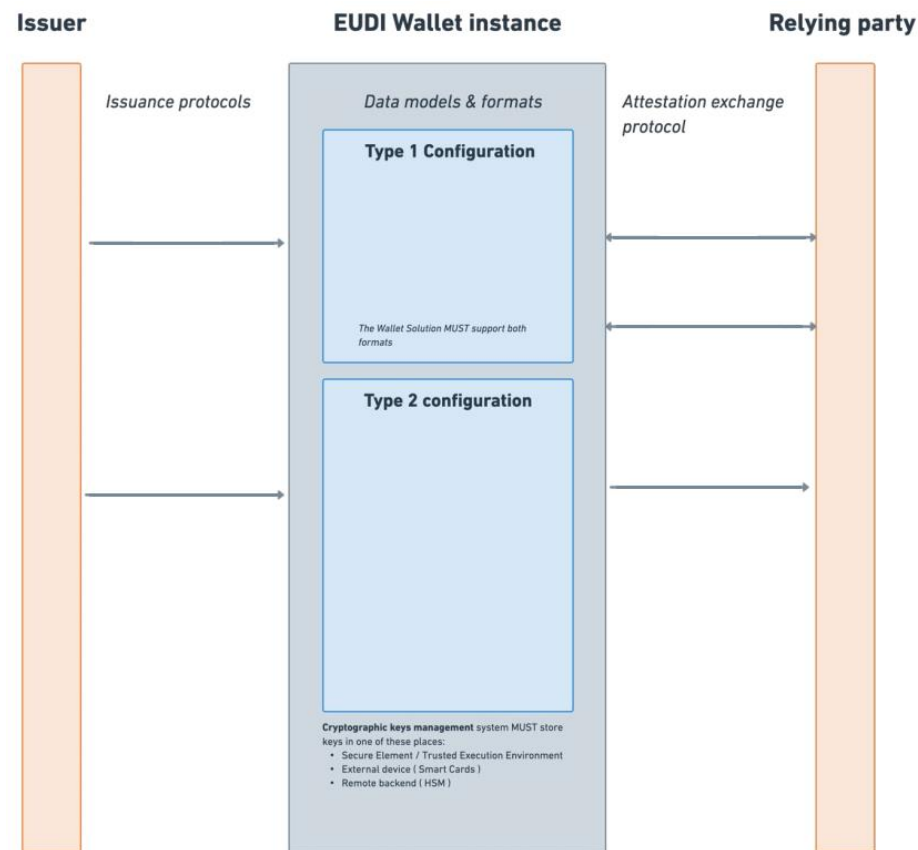 Issuer
EUDI Wallet instance
Relying party
Issuance protocols
Data models & formats
Attestation exchange
protocol
Type 1 Configuration
The Wallet Solution MUST support both
formats
Type 2 configuration
Cryptographic keys management system MUST store
keys in one of these places:
• Secure Element / Trusted Execution Environment
• External device ( Smart Cards )
• Remote backend ( HSM )